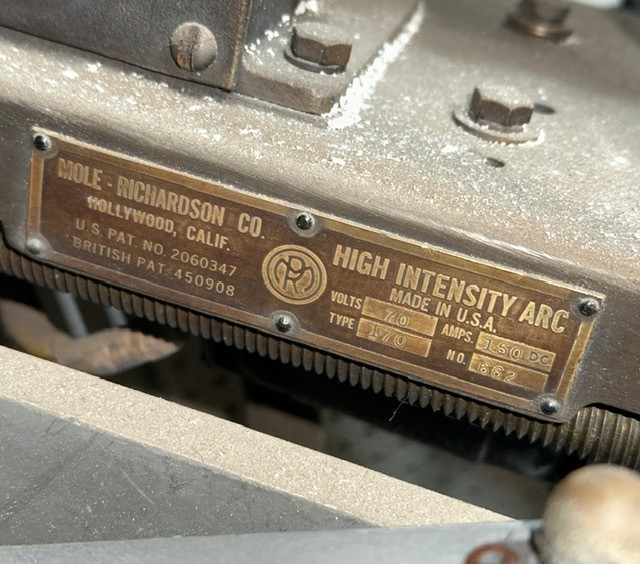 MOLE - RICHARDSON CO.
HOLLYWOOD, CALIF.
U.S. PAT. NO. 2060347
BRITISH PAT. 450908
HIGH INTENSITY ARC
MADE IN U.S.A.
VOLTS 70 AMPS. 150 DC
TYPE 170 NO. 662